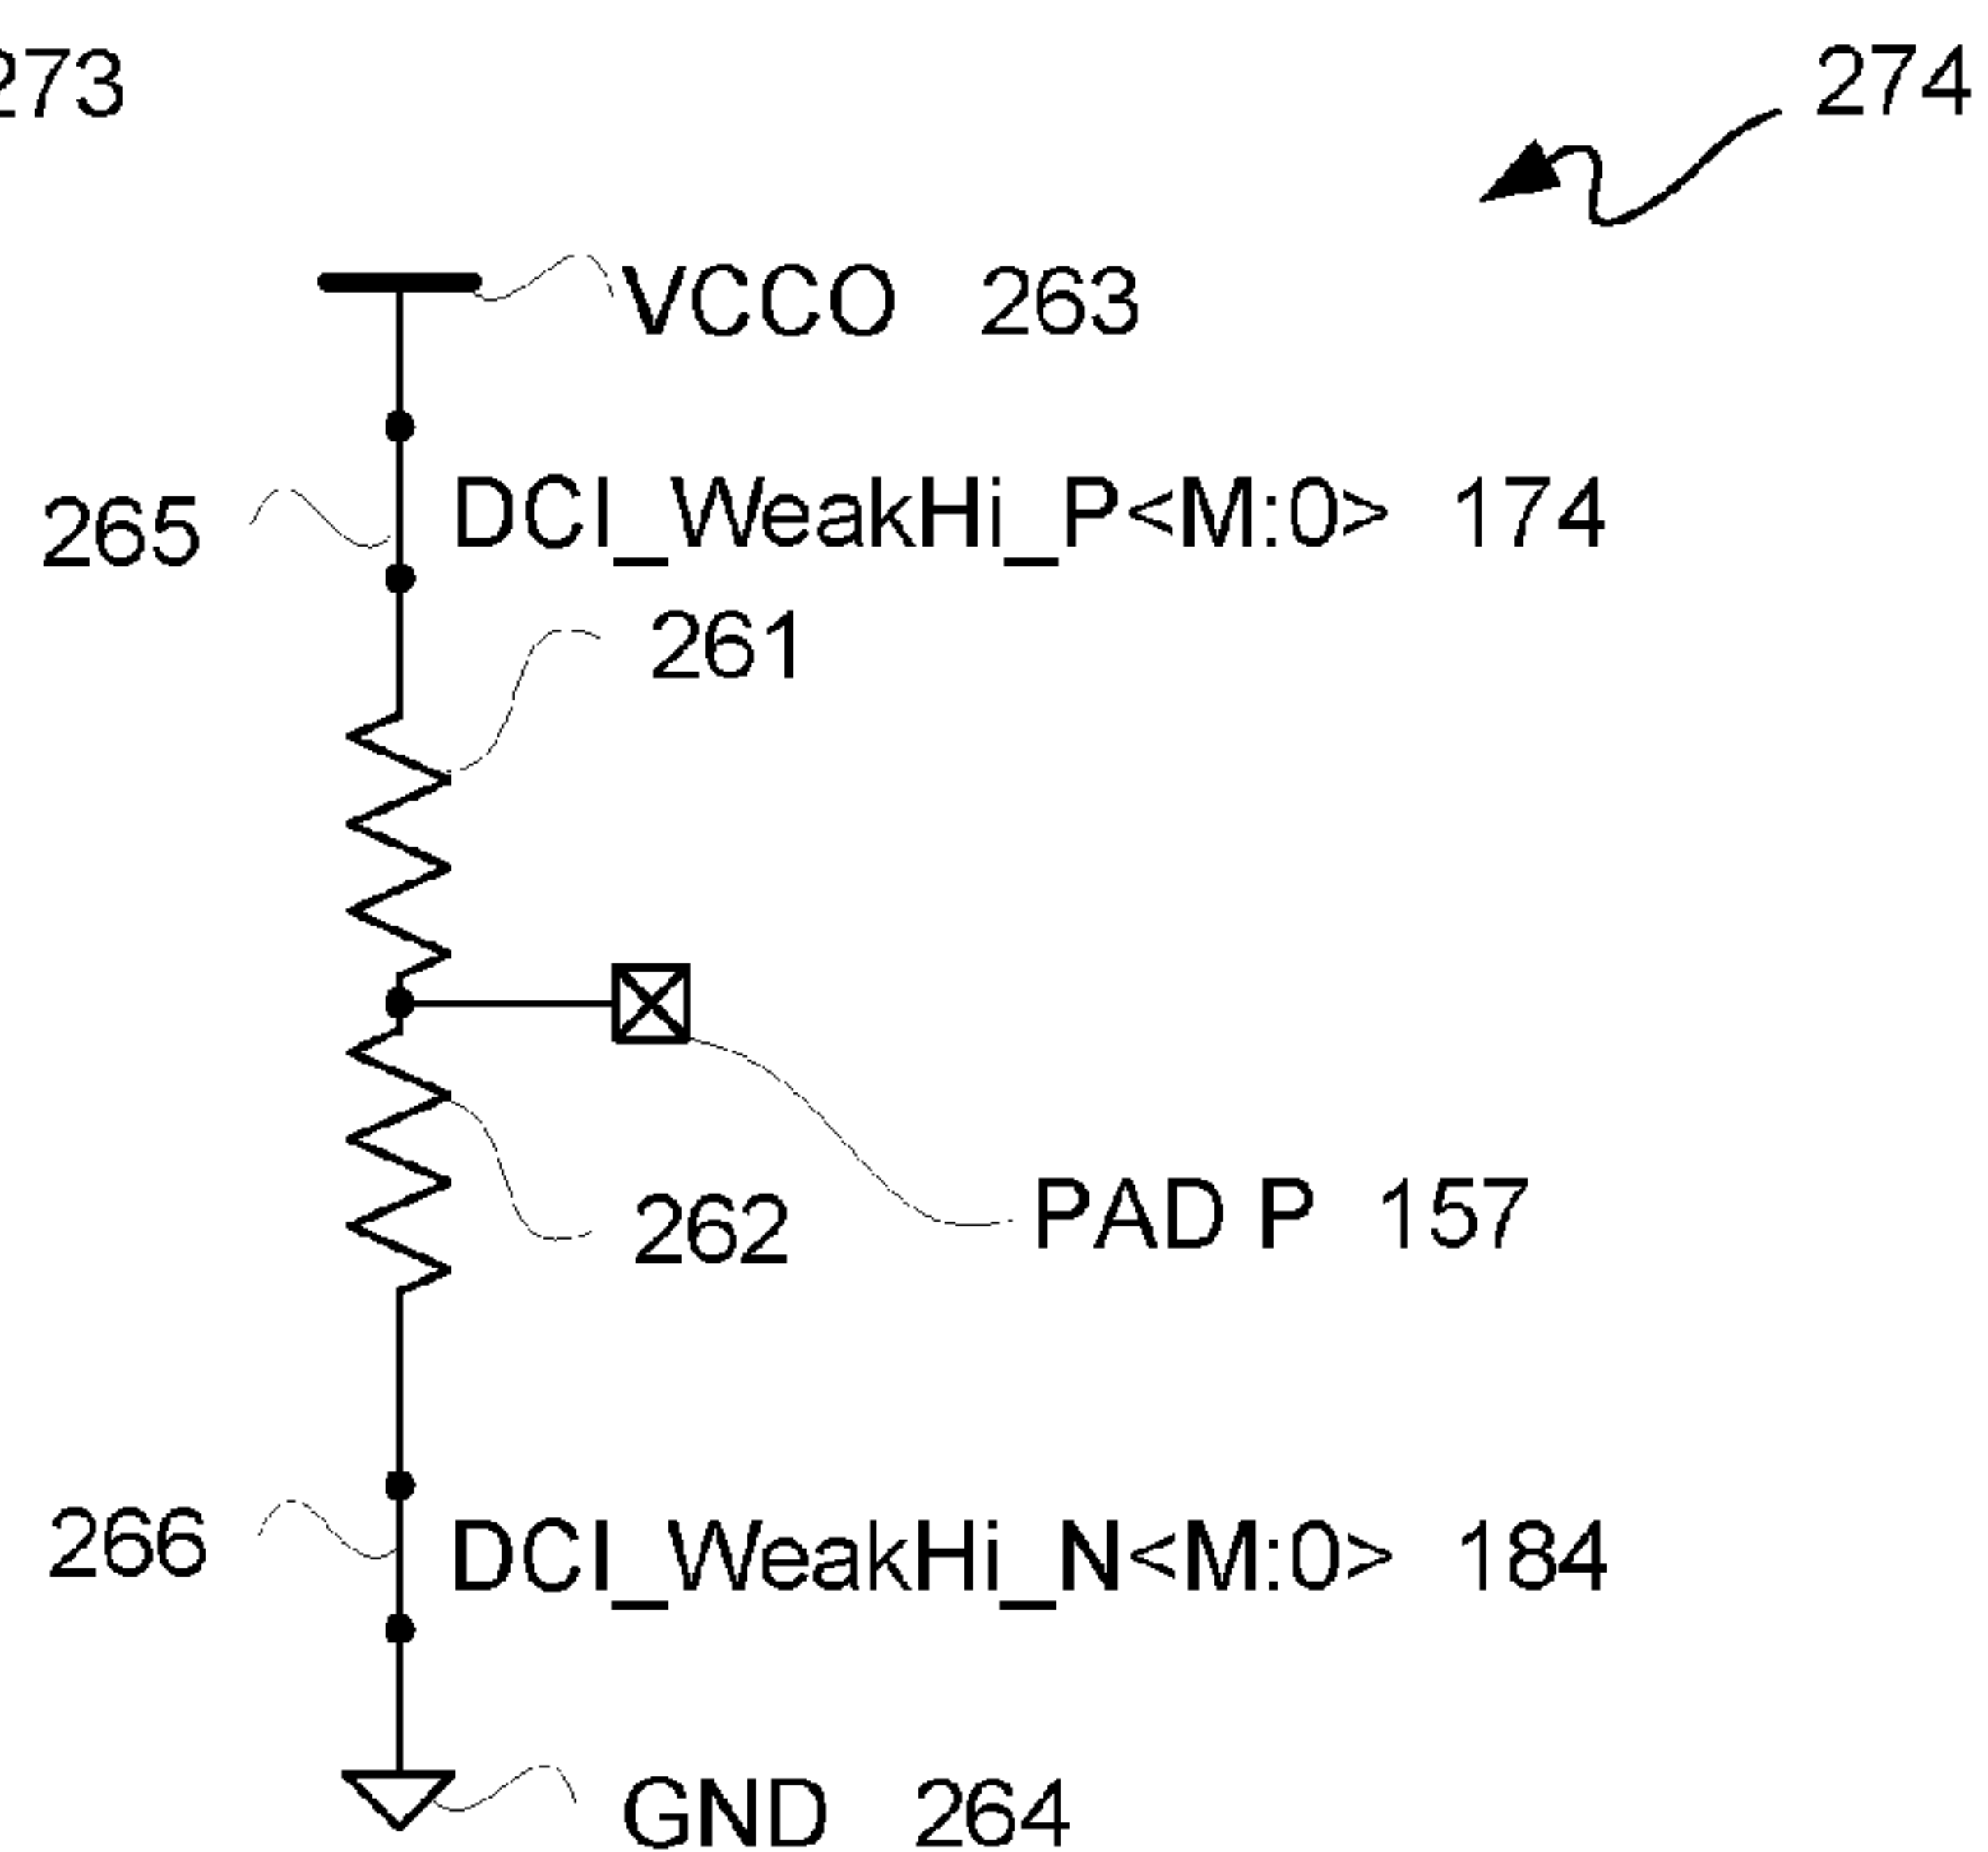 273
274
VCCO 263
265
DCI_WeakHi_P<M:0> 174
261
262
PAD P 157
266
DCI_WeakHi_N<M:0> 184
GND 264